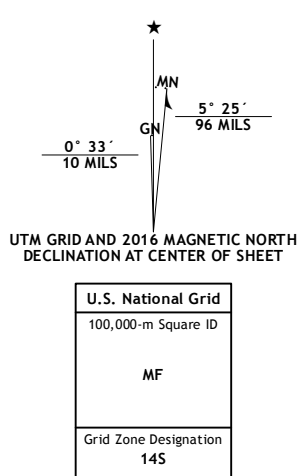 MN
GN
5° 25´
96 MILS
0° 33´
10 MILS
UTM GRID AND 2016 MAGNETIC NORTH
DECLINATION AT CENTER OF SHEET
U.S. National Grid
100,000-m Square ID
MF
Grid Zone Designation
14S